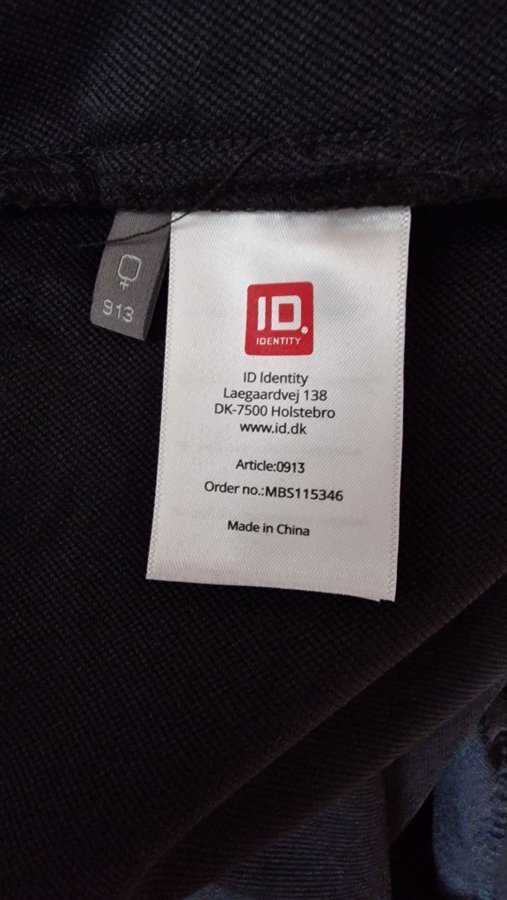 913
ID.
IDENTITY
ID Identity
Laegaardvej 138
DK-7500 Holstebro
www.id.dk
Article:0913
Order no.:MBS115346
Made in China